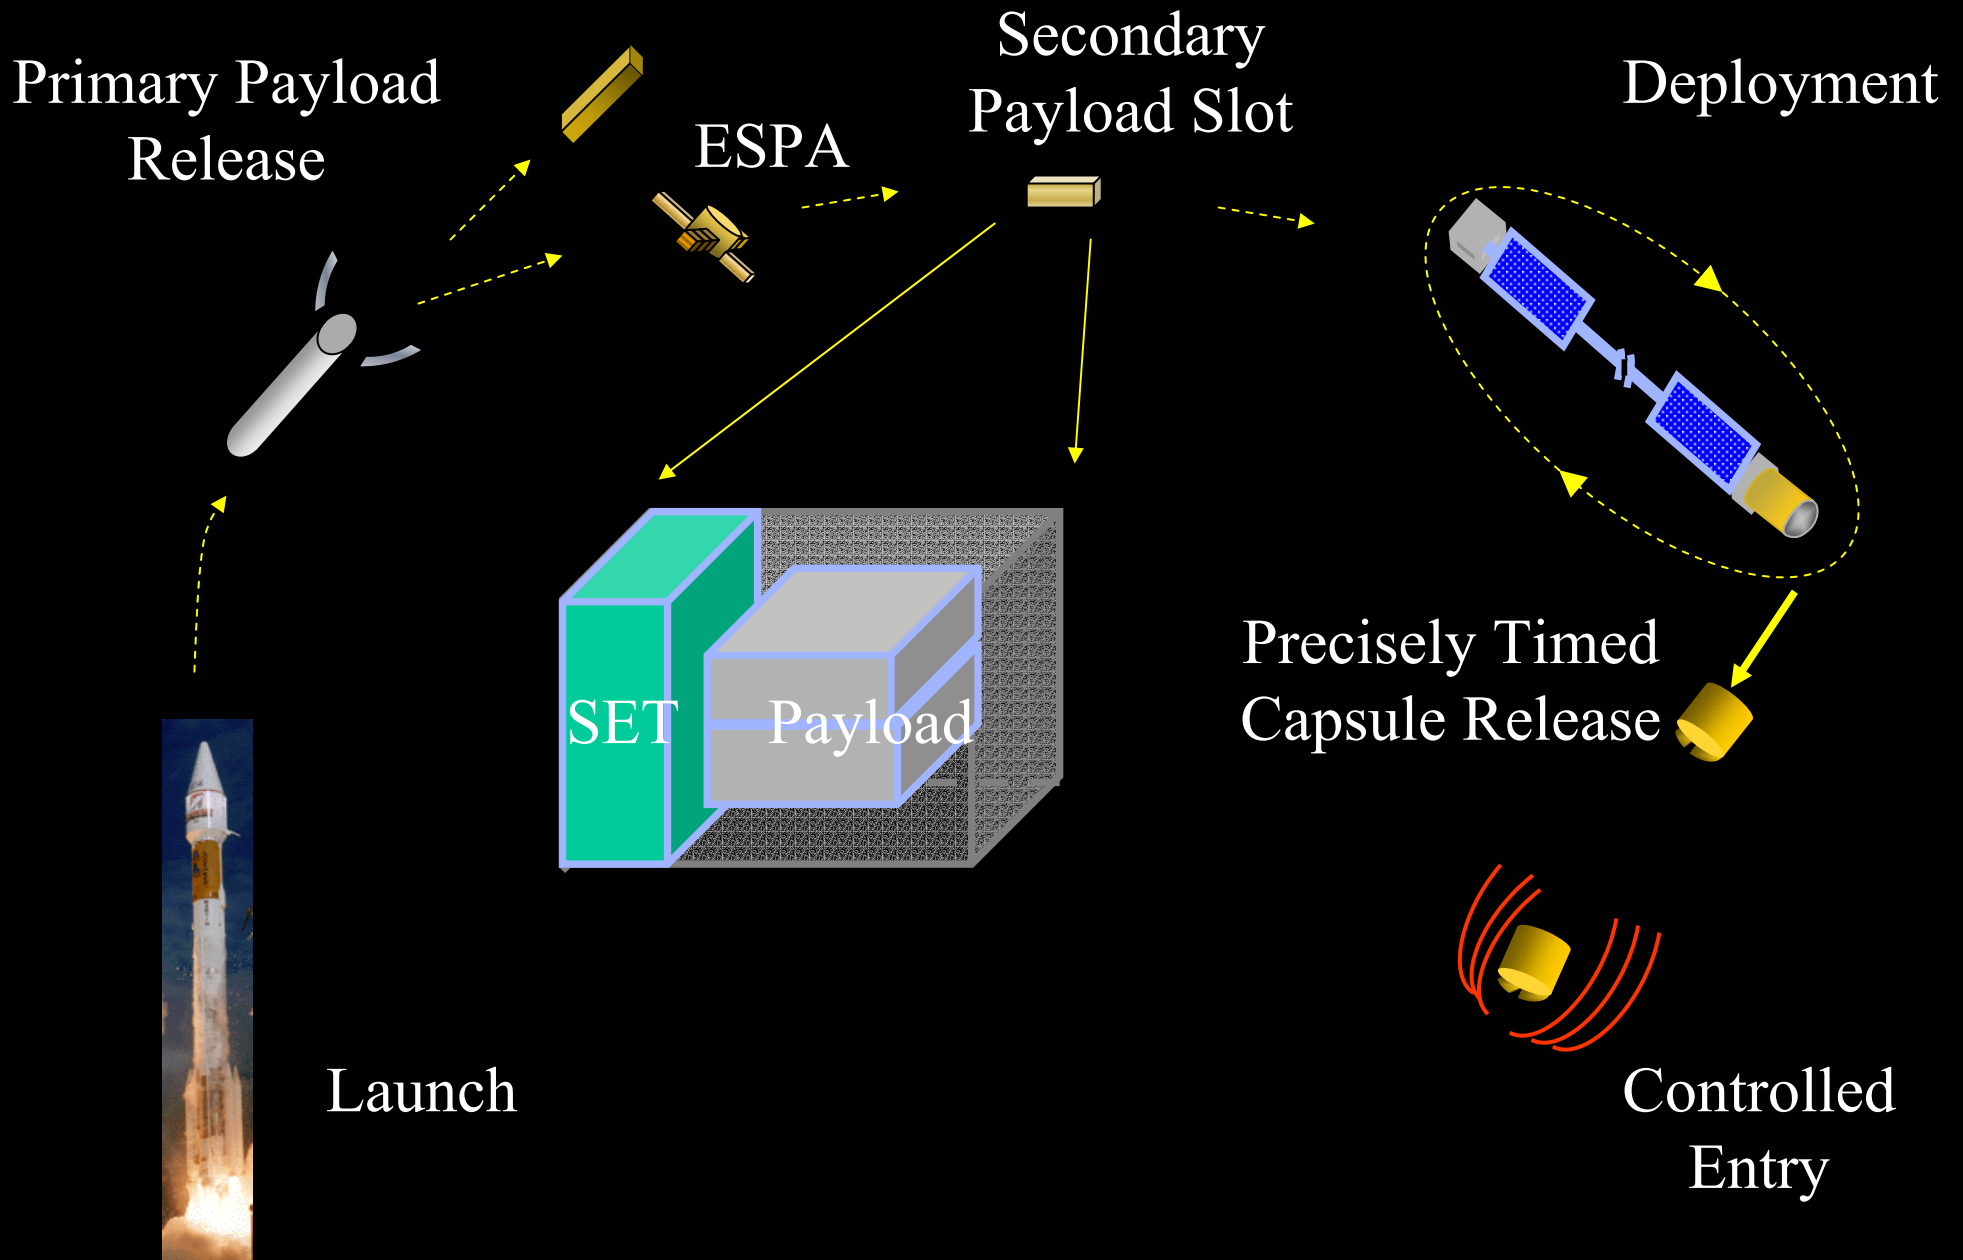 Primary Payload
Release
ESPA
Secondary
Payload Slot
Deployment
SET
Payload
Precisely Timed
Capsule Release
Launch
Controlled
Entry